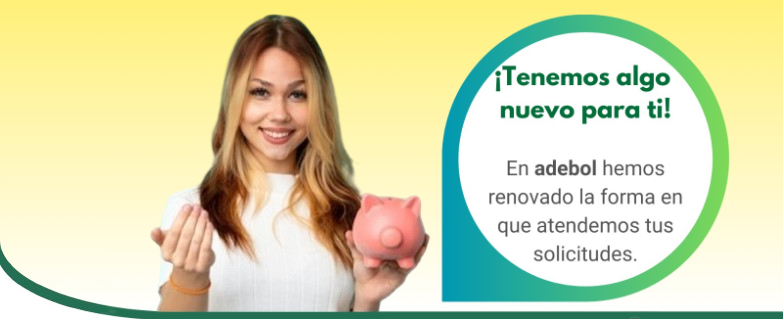 ¡Tenemos algo
nuevo para ti!
En adebol hemos
renovado la forma en
que atendemos tus
solicitudes.